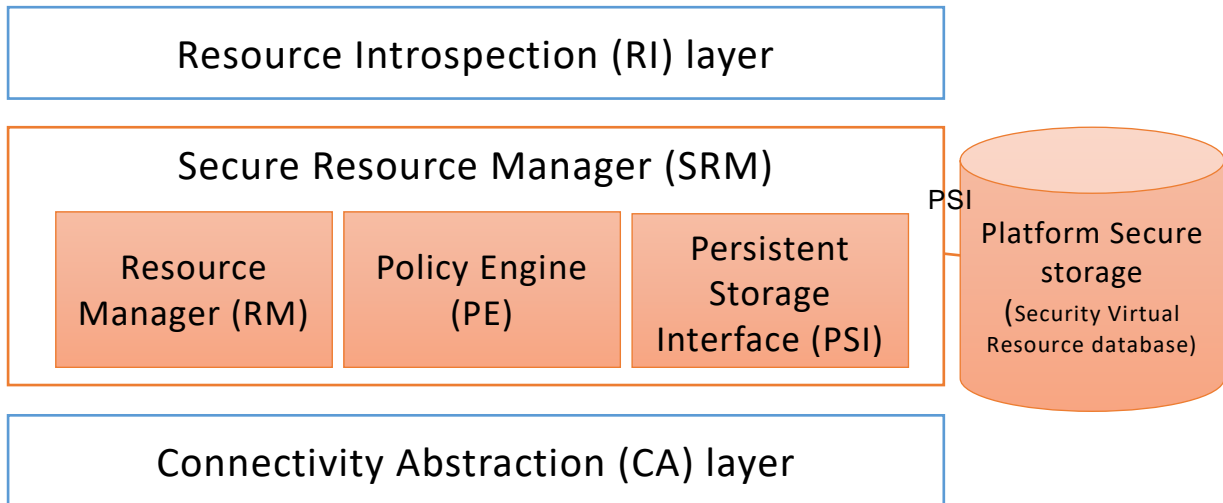 Resource Introspection (RI) layer
Secure Resource Manager (SRM)
Resource
Manager (RM)
Policy Engine
(PE)
Persistent
Storage
Interface (PSI)
PSI
Platform Secure
storage
(Security Virtual
Resource database)
Connectivity Abstraction (CA) layer